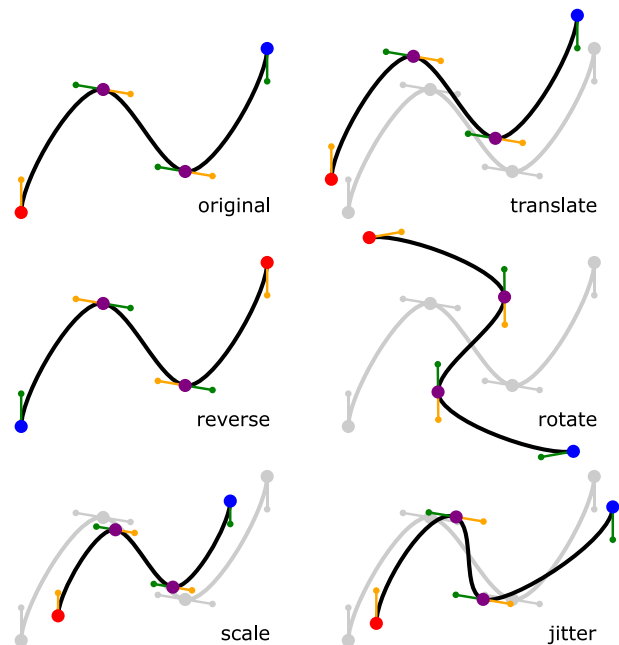 original
translate
reverse
rotate
scale
jitter